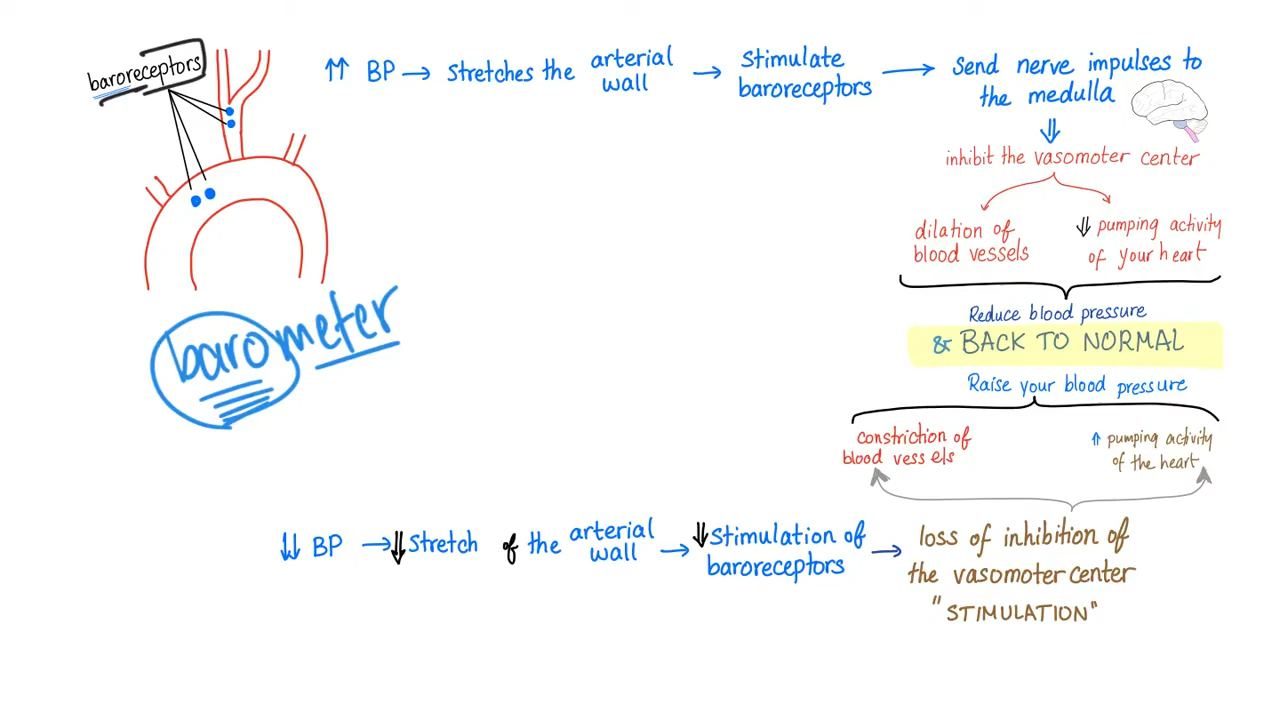 baroreceptors
⇈ BP → stretches the arterial
wall → Stimulate
baroreceptors → Send nerve impulses to
the medulla
⇓
inhibit the vasomoter center
dilation of
blood vessels
⇓ pumping activity
of your heart
Reduce blood pressure
& BACK TO NORMAL
Raise your blood pressure
barometer
constriction of
blood vessels
↑ pumping activity
of the heart
⇊ BP → ⇓ Stretch of the arterial
wall → ⇓ Stimulation of
baroreceptors → loss of inhibition of
the vasomoter center
"STIMULATION"